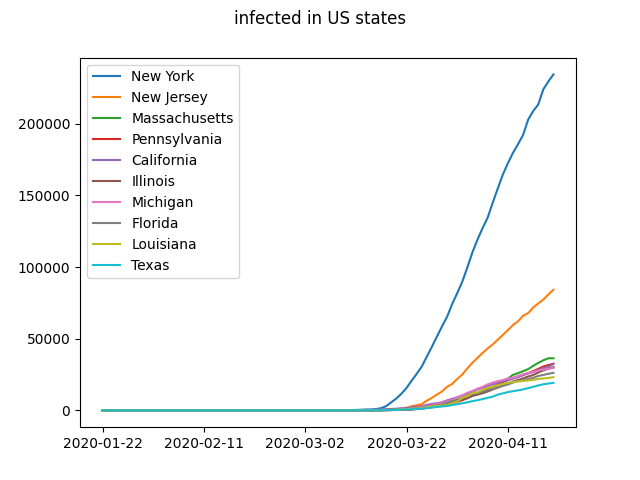 infected in US states
New York
New Jersey
Massachusetts
Pennsylvania
California
Illinois
Michigan
Florida
Louisiana
Texas
200000
150000
100000
50000
0
2020-01-22 2020-02-11 2020-03-02 2020-03-22 2020-04-11